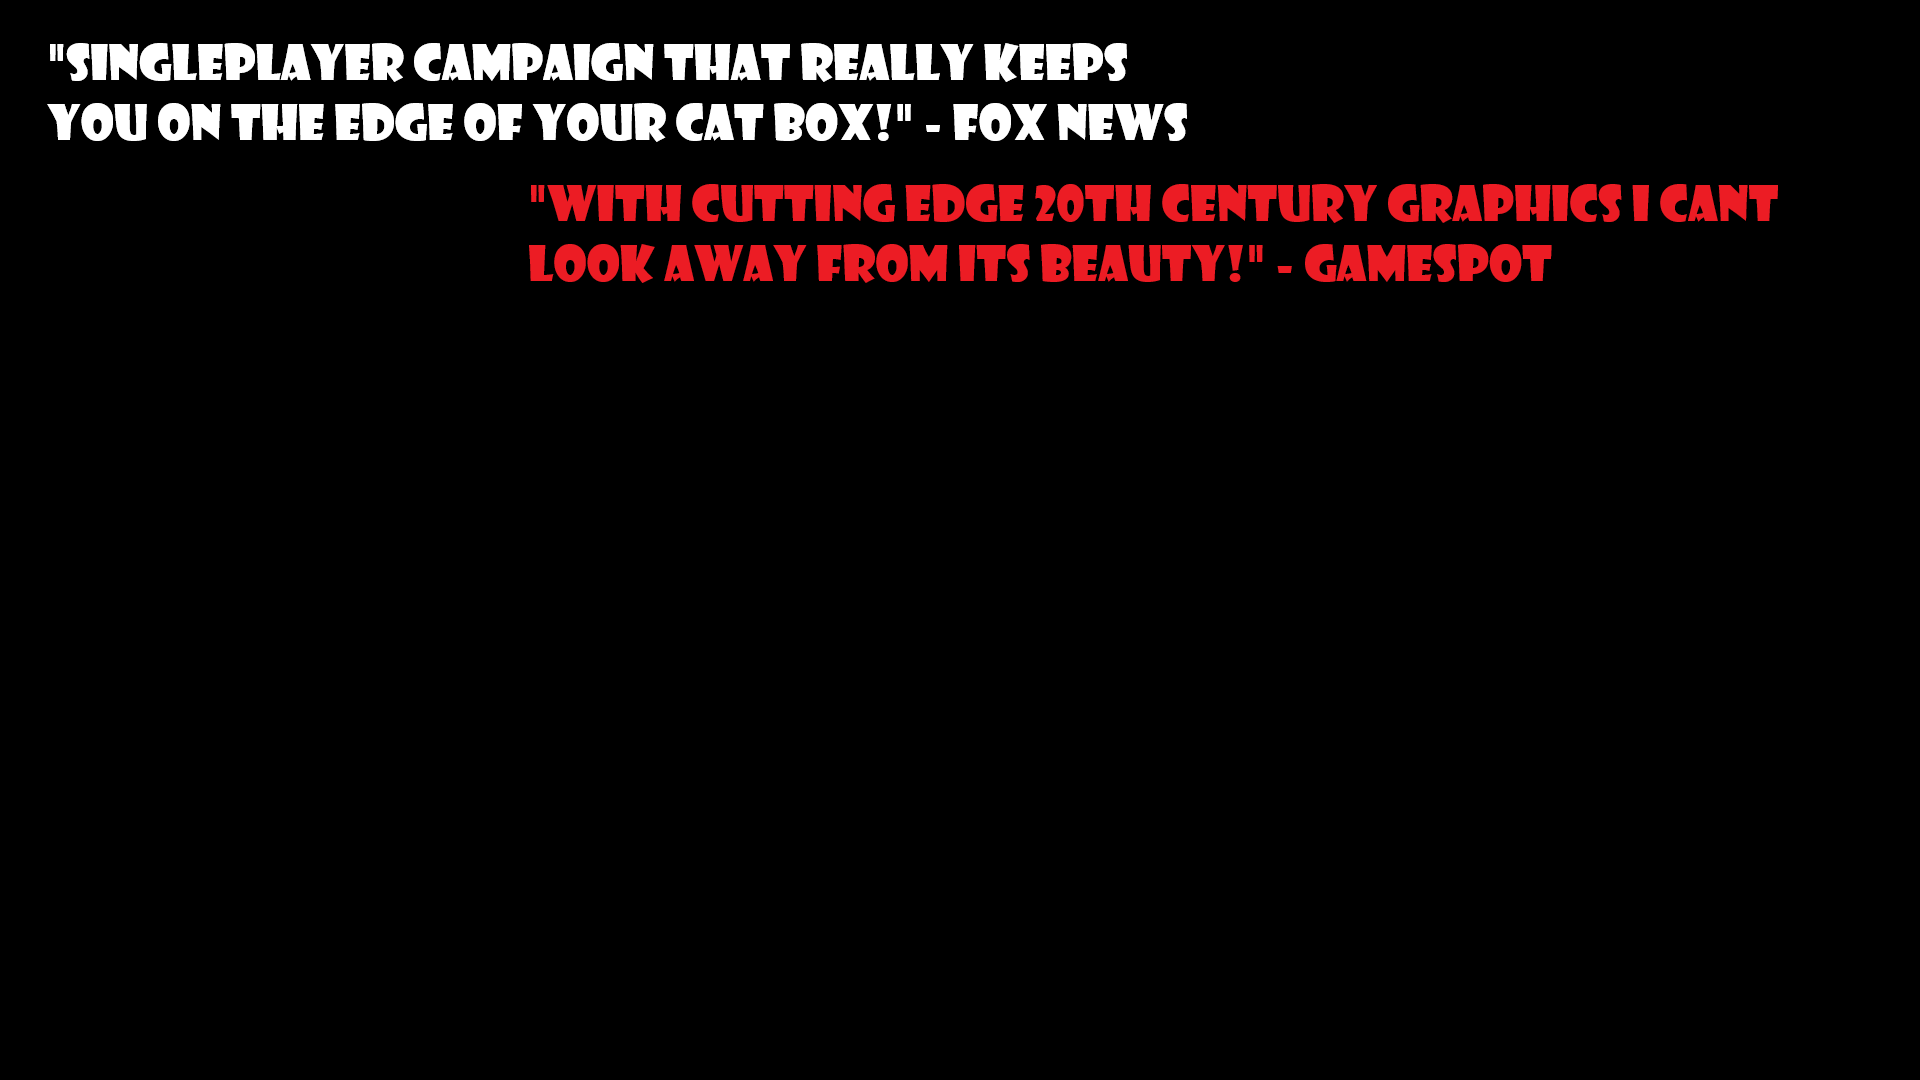 "SINGLEPLAYER CAMPAIGN THAT REALLY KEEPS
YOU ON THE EDGE OF YOUR CAT BOX!" - FOX NEWS
"WITH CUTTING EDGE 20TH CENTURY GRAPHICS I CANT
LOOK AWAY FROM ITS BEAUTY!" - GAMESPOT